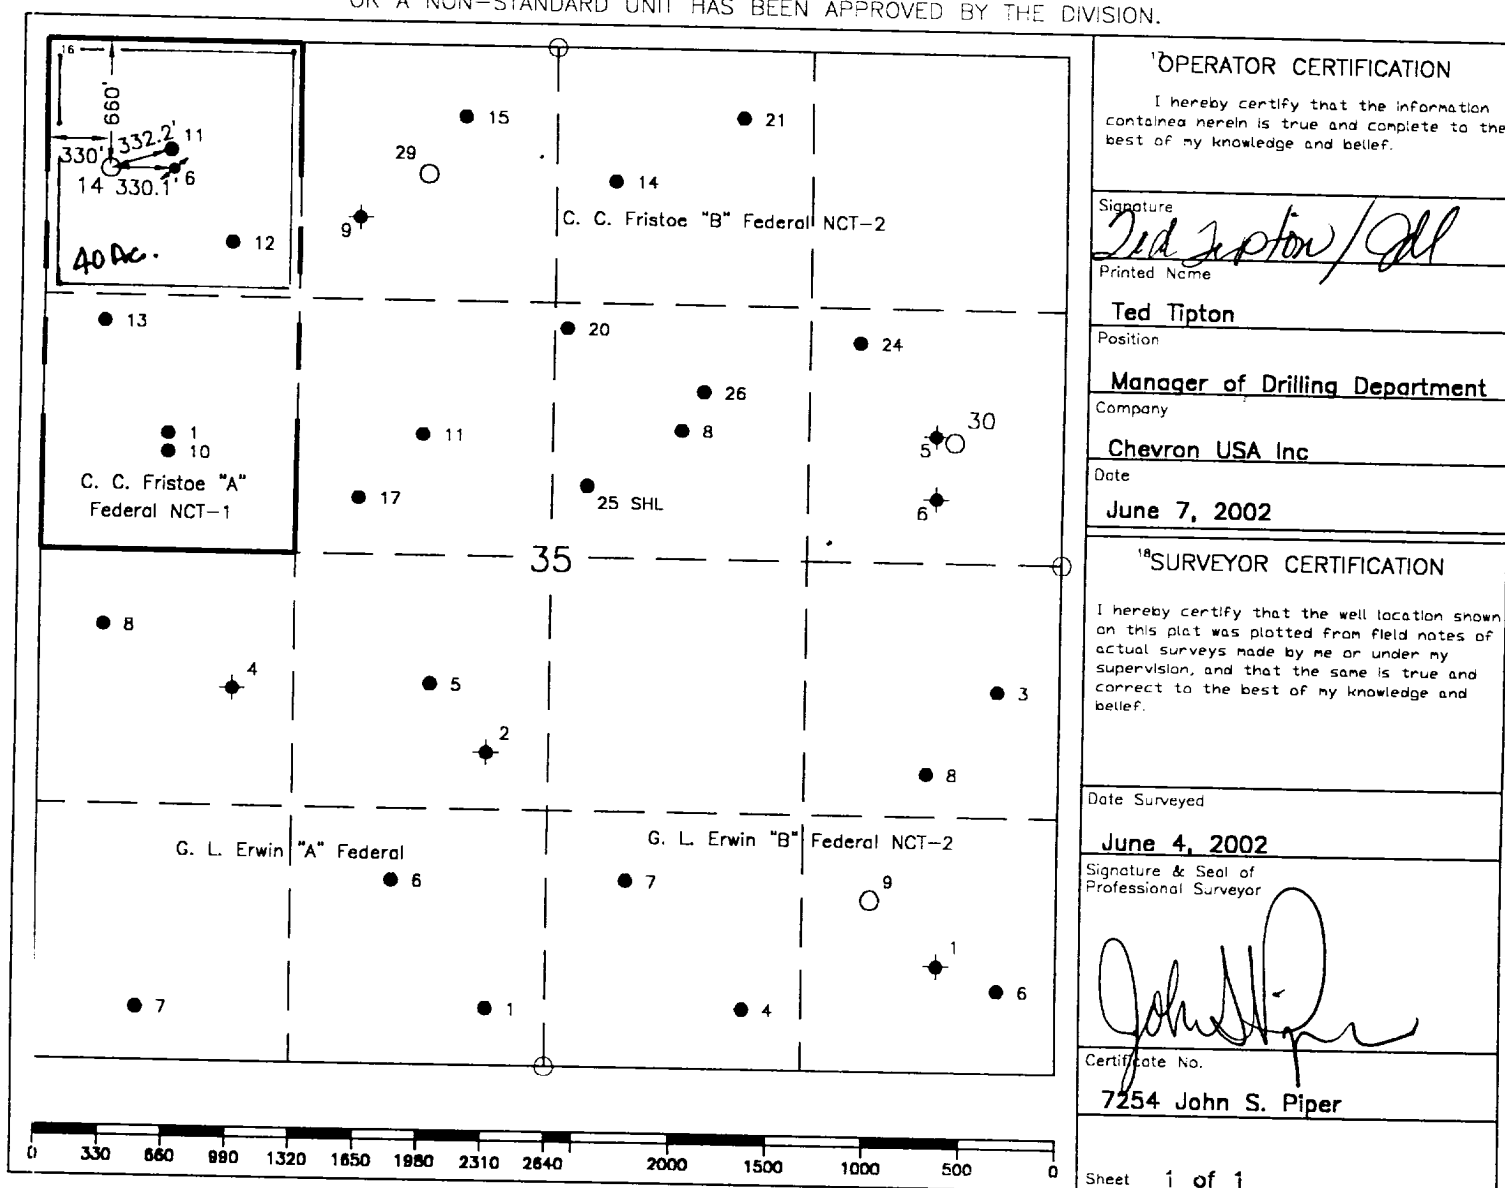 OR A NON-STANDARD UNIT HAS BEEN APPROVED BY THE DIVISION.
16
660'
330'
332.2'
11
14
330.1'
6
12
40 Ac.
15
21
29
14
9
C. C. Fristoe "B" Federal NCT-2
13
20
24
26
1
11
8
5
30
10
C. C. Fristoe "A"
Federal NCT-1
17
25 SHL
6
35
8
4
5
3
2
8
G. L. Erwin "A" Federal
G. L. Erwin "B" Federal NCT-2
6
7
9
1
6
7
1
4
0 330 660 990 1320 1650 1980 2310 2640 2000 1500 1000 500 0
17 OPERATOR CERTIFICATION
I hereby certify that the information
contained herein is true and complete to the
best of my knowledge and belief.
Signature
Ted Tipton /
Printed Name
Ted Tipton
Position
Manager of Drilling Department
Company
Chevron USA Inc
Date
June 7, 2002
18 SURVEYOR CERTIFICATION
I hereby certify that the well location shown
on this plat was plotted from field notes of
actual surveys made by me or under my
supervision, and that the same is true and
correct to the best of my knowledge and
belief.
Date Surveyed
June 4, 2002
Signature & Seal of
Professional Surveyor
John S Piper
Certificate No.
7254 John S. Piper
Sheet 1 of 1